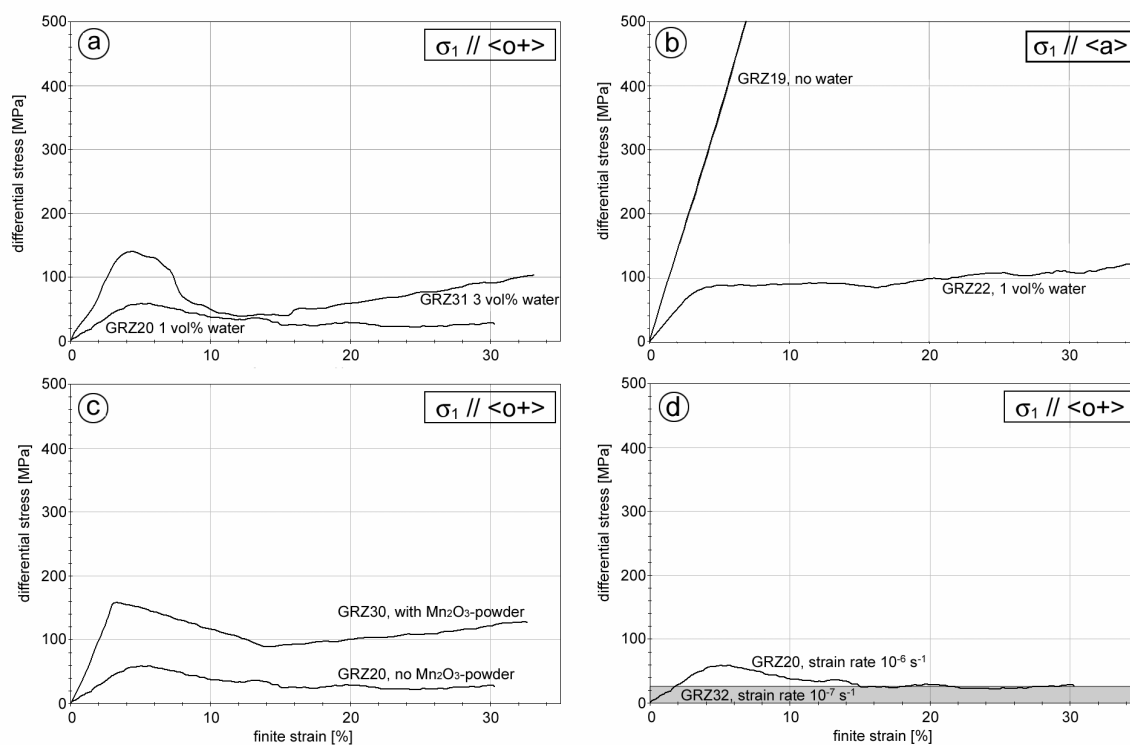 a
σ₁ // <o+>
differential stress [MPa]
500
400
300
200
100
0
GRZ31 3 vol% water
GRZ20 1 vol% water
0 10 20 30
b
σ₁ // <a>
differential stress [MPa]
500
400
300
200
100
0
GRZ19, no water
GRZ22, 1 vol% water
0 10 20 30
c
σ₁ // <o+>
differential stress [MPa]
500
400
300
200
100
0
GRZ30, with Mn₂O₃-powder
GRZ20, no Mn₂O₃-powder
0 10 20 30
finite strain [%]
d
σ₁ // <o+>
differential stress [MPa]
500
400
300
200
100
0
GRZ20, strain rate 10⁻⁶ s⁻¹
GRZ32, strain rate 10⁻⁷ s⁻¹
0 10 20 30
finite strain [%]